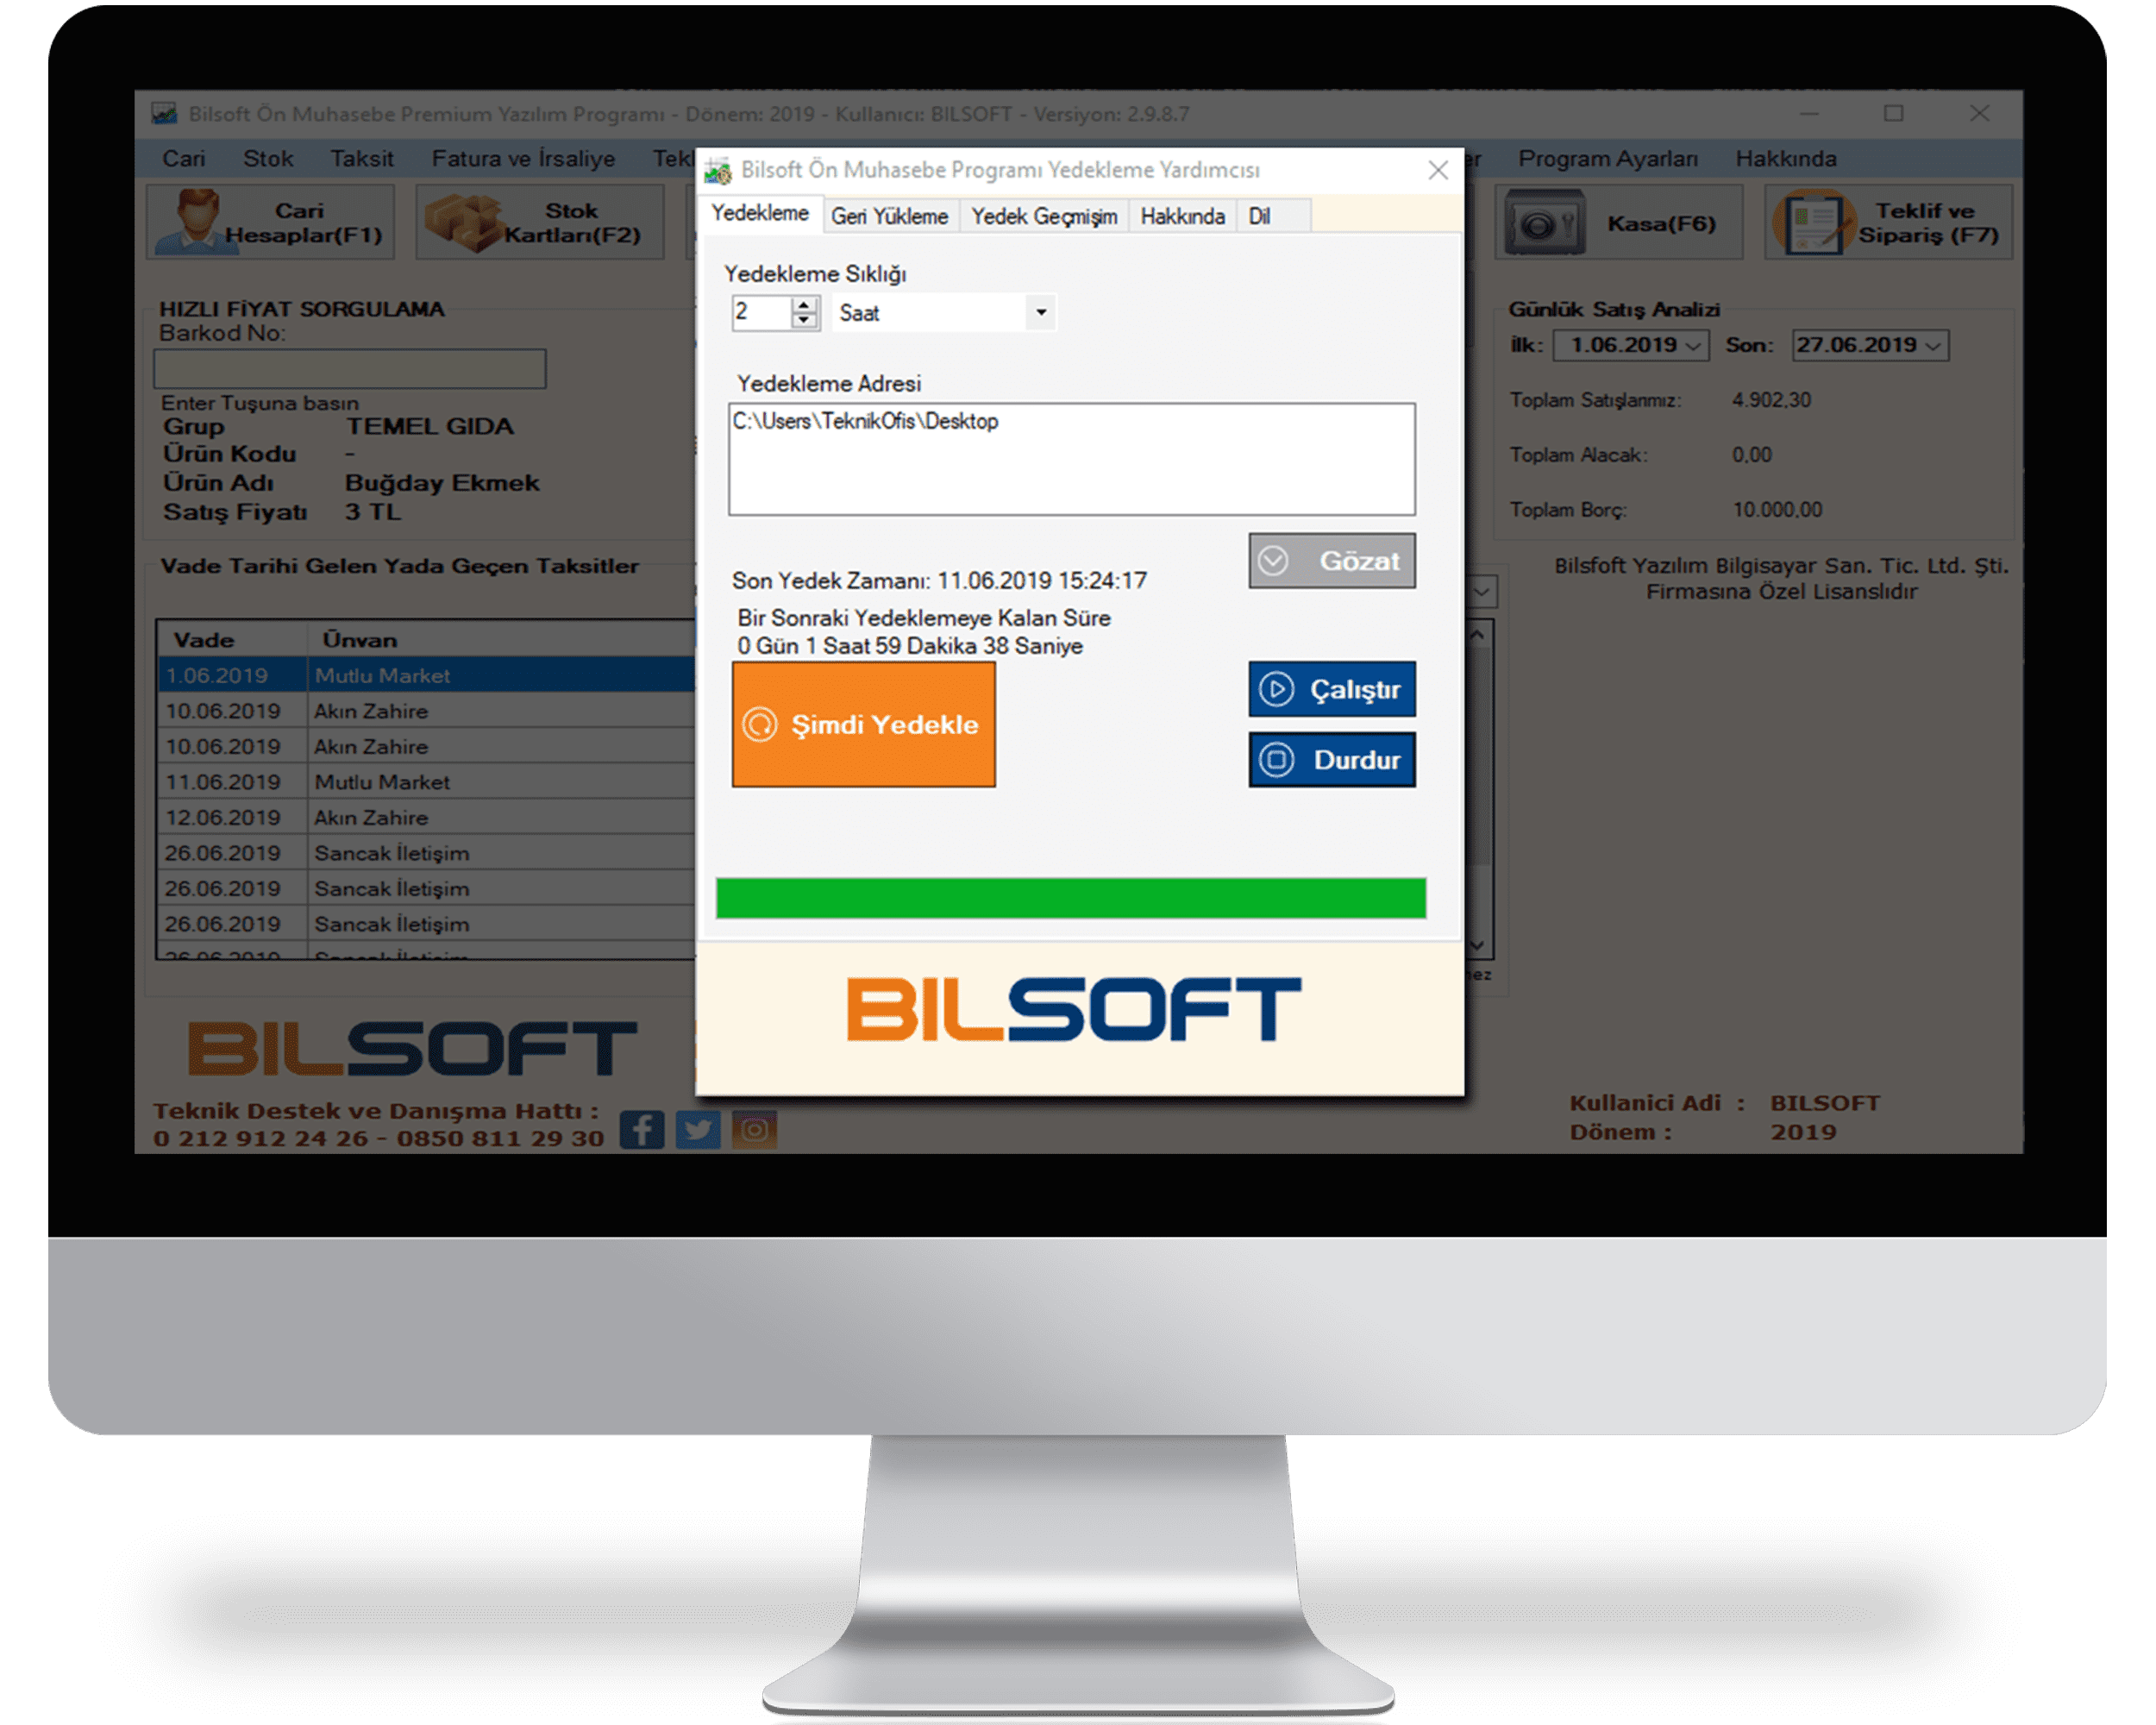 Bilsoft Ön Muhasebe Premium Yazılım Programı - Dönem: 2019 - Kullanıcı: BILSOFT - Versiyon: 2.9.8.7
Cari Stok Taksit Fatura ve İrsaliye Program Ayarları Hakkında
Cari
Hesaplar(F1)
Stok
Kartları(F2)
Kasa(F6)
Teklif ve
Sipariş (F7)
HIZLI FİYAT SORGULAMA
Barkod No:
Enter Tuşuna basın
Grup TEMEL GIDA
Ürün Kodu -
Ürün Adı Buğday Ekmek
Satış Fiyatı 3 TL
Vade Tarihi Gelen Yada Geçen Taksitler
Vade Ünvan
1.06.2019 Mutlu Market
10.06.2019 Akın Zahire
10.06.2019 Akın Zahire
11.06.2019 Mutlu Market
12.06.2019 Akın Zahire
26.06.2019 Sancak İletişim
26.06.2019 Sancak İletişim
26.06.2019 Sancak İletişim
26.06.2019 Sancak İletişim
BILSOFT
Teknik Destek ve Danışma Hattı :
0 212 912 24 26 - 0850 811 29 30
Bilsoft Ön Muhasebe Programı Yedekleme Yardımcısı
Yedekleme Geri Yükleme Yedek Geçmişim Hakkında Dil
Yedekleme Sıklığı
2 Saat
Yedekleme Adresi
C:\Users\TeknikOfis\Desktop
Gözat
Son Yedek Zamanı: 11.06.2019 15:24:17
Bir Sonraki Yedeklemeye Kalan Süre
0 Gün 1 Saat 59 Dakika 38 Saniye
Şimdi Yedekle
Çalıştır
Durdur
BILSOFT
Günlük Satış Analizi
İlk: 1.06.2019 Son: 27.06.2019
Toplam Satışlarımız: 4.902,30
Toplam Alacak: 0,00
Toplam Borç: 10.000,00
Bilsfoft Yazılım Bilgisayar San. Tic. Ltd. Şti.
Firmasına Özel Lisanslıdır
Kullanici Adi : BILSOFT
Dönem : 2019